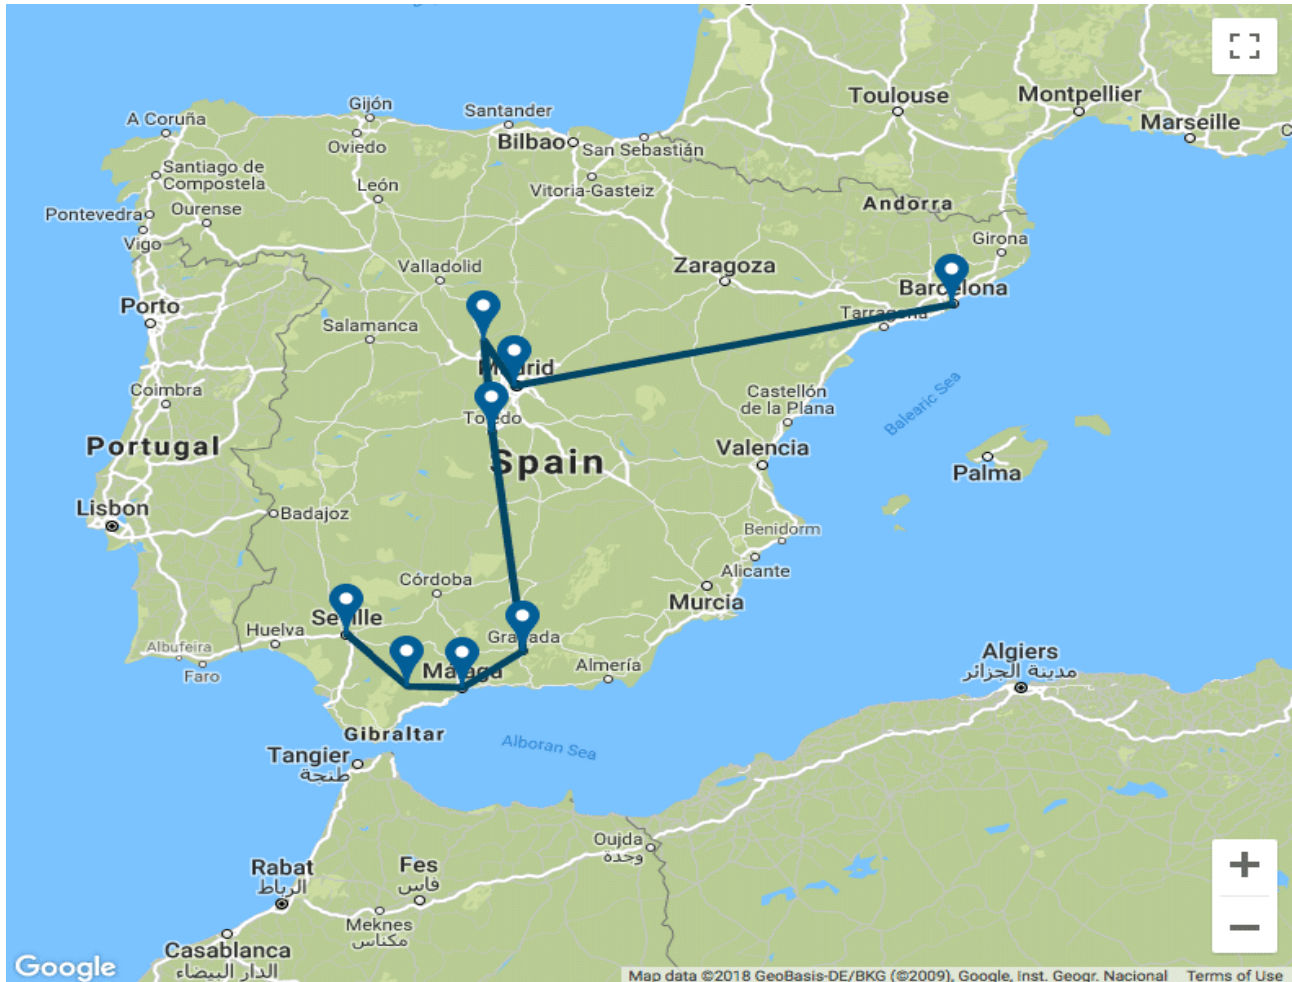 Toulouse
Montpellier
Marseille
A Coruña
Gijón
Santander
Oviedo
Bilbao
San Sebastián
Santiago de
Compostela
León
Vitoria-Gasteiz
Andorra
Pontevedra
Ourense
Vigo
Girona
Valladolid
Zaragoza
Barcelona
Porto
Salamanca
Tarragona
Madrid
Coimbra
Castellón
de la Plana
Balearic Sea
Toledo
Portugal
Spain
Valencia
Palma
Lisbon
Badajoz
Benidorm
Alicante
Córdoba
Murcia
Seville
Huelva
Granada
Albufeira
Faro
Málaga
Almería
Algiers
مدينة الجزائر
Gibraltar
Alboran Sea
Tangier
طنجة
Oujda
وجدة
Rabat
الرباط
Fes
فاس
Meknes
مكناس
Casablanca
الدار البيضاء
Google
Map data ©2018 GeoBasis-DE/BKG (©2009), Google, Inst. Geogr. Nacional Terms of Use